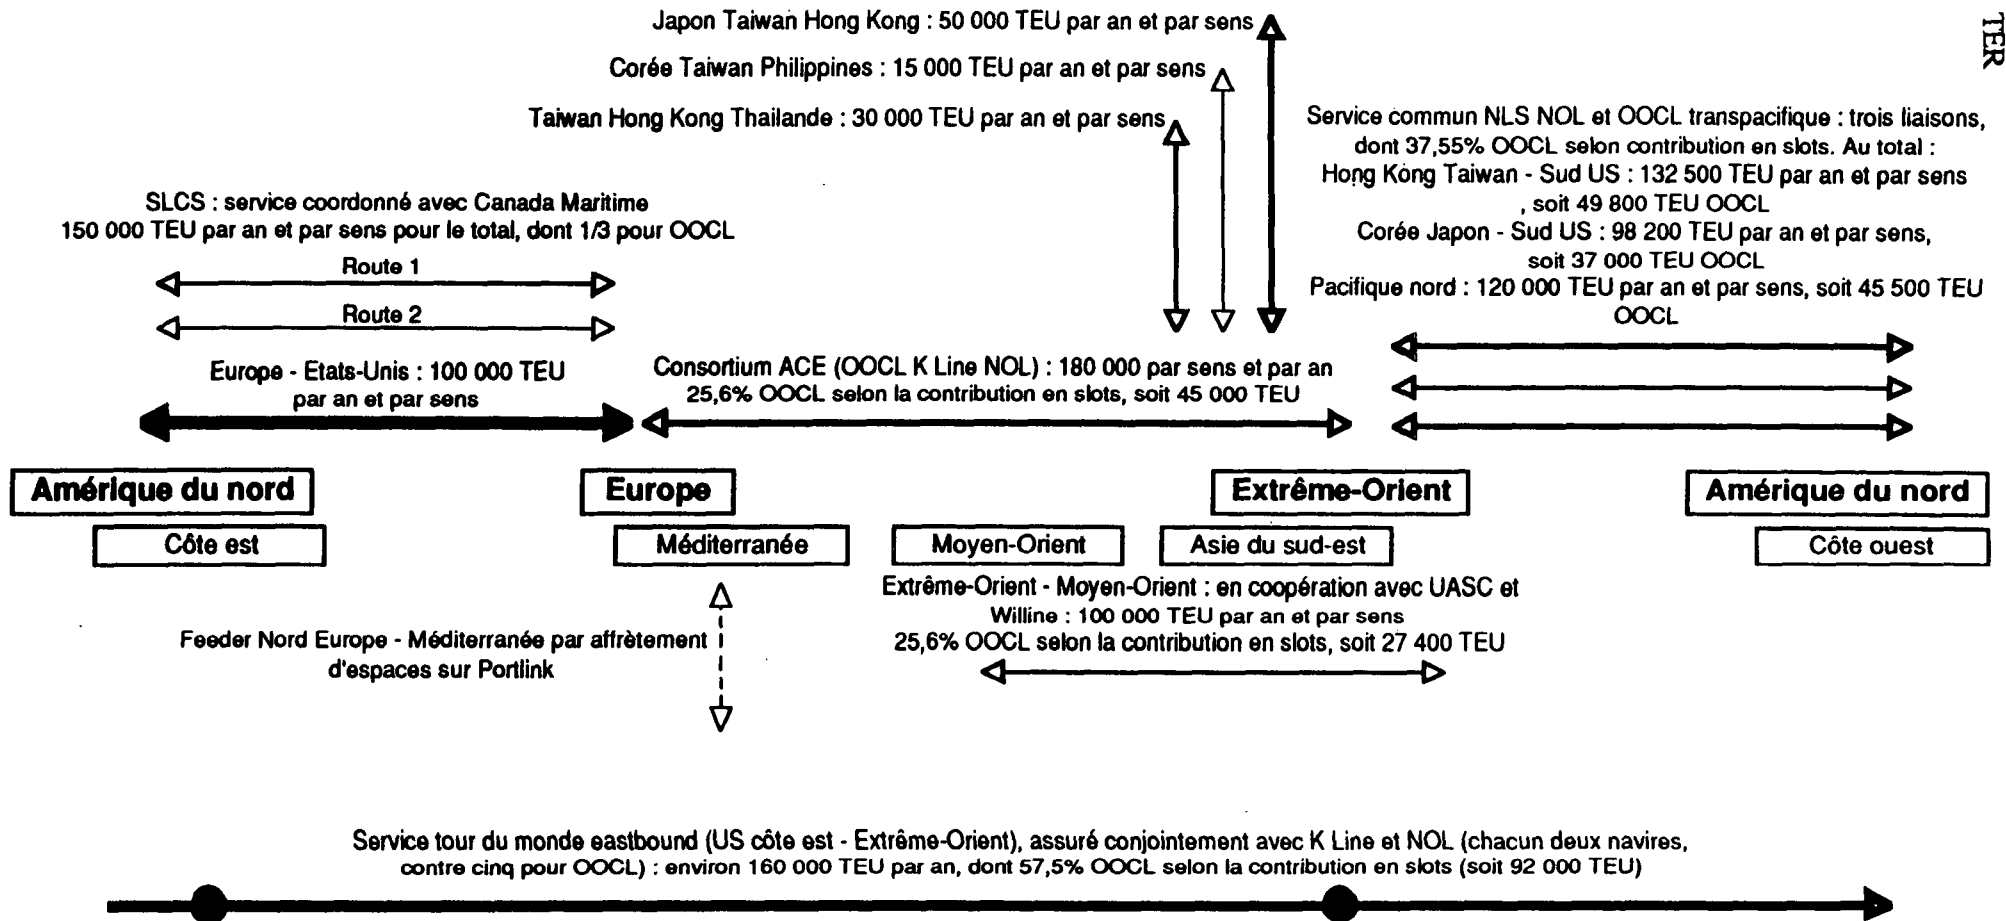 TER
Japon Taiwan Hong Kong : 50 000 TEU par an et par sens
Corée Taiwan Philippines : 15 000 TEU par an et par sens
Taiwan Hong Kong Thailande : 30 000 TEU par an et par sens
Service commun NLS NOL et OOCL transpacifique : trois liaisons,
dont 37,55% OOCL selon contribution en slots. Au total :
Hong Kong Taiwan - Sud US : 132 500 TEU par an et par sens
, soit 49 800 TEU OOCL
Corée Japon - Sud US : 98 200 TEU par an et par sens,
soit 37 000 TEU OOCL
Pacifique nord : 120 000 TEU par an et par sens, soit 45 500 TEU
OOCL
SLCS : service coordonné avec Canada Maritime
150 000 TEU par an et par sens pour le total, dont 1/3 pour OOCL
Route 1
Route 2
Europe - Etats-Unis : 100 000 TEU
par an et par sens
Consortium ACE (OOCL K Line NOL) : 180 000 par sens et par an
25,6% OOCL selon la contribution en slots, soit 45 000 TEU
Amérique du nord
Europe
Extrême-Orient
Amérique du nord
Côte est
Méditerranée
Moyen-Orient
Asie du sud-est
Côte ouest
Extrême-Orient - Moyen-Orient : en coopération avec UASC et
Willine : 100 000 TEU par an et par sens
25,6% OOCL selon la contribution en slots, soit 27 400 TEU
Feeder Nord Europe - Méditerranée par affrètement
d'espaces sur Portlink
Service tour du monde eastbound (US côte est - Extrême-Orient), assuré conjointement avec K Line et NOL (chacun deux navires,
contre cinq pour OOCL) : environ 160 000 TEU par an, dont 57,5% OOCL selon la contribution en slots (soit 92 000 TEU)